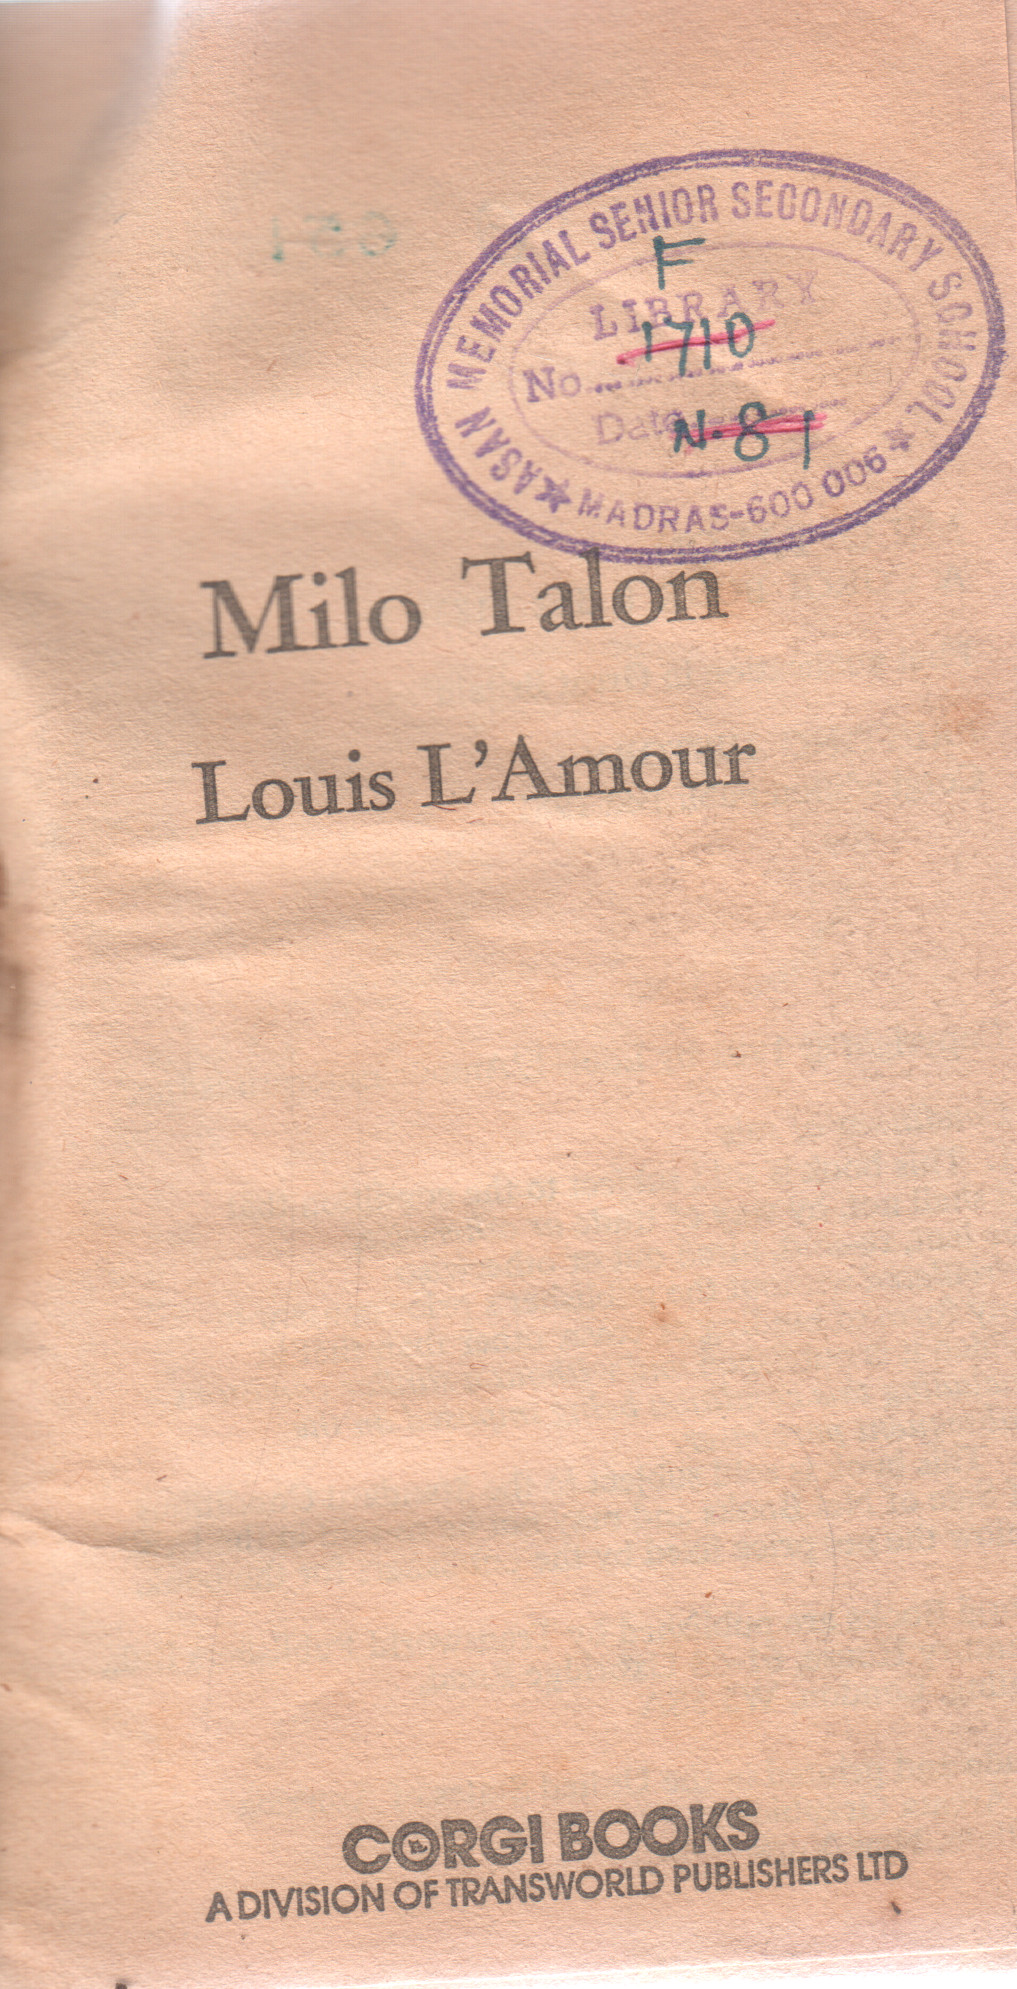 ASAN MEMORIAL SENIOR SECONDARY SCHOOL
F
LIBRARY
1710
No.
Date
N.81
MADRAS-600 006
Milo Talon
Louis L'Amour
CORGI BOOKS
A DIVISION OF TRANSWORLD PUBLISHERS LTD